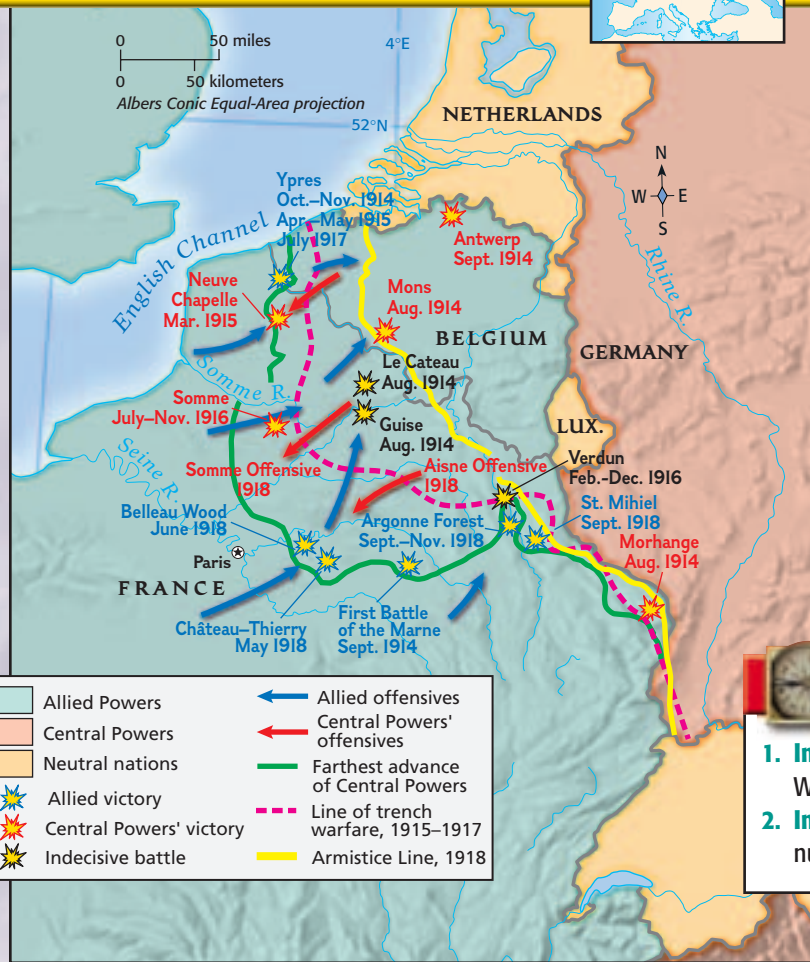 0 50 miles
0 50 kilometers
Albers Conic Equal-Area projection
4°E
52°N
NETHERLANDS
N
W E
S
English Channel
Ypres
Oct.–Nov. 1914
Apr.–May 1915
July 1917
Antwerp
Sept. 1914
Rhine R.
Neuve
Chapelle
Mar. 1915
Mons
Aug. 1914
BELGIUM
GERMANY
Le Cateau
Aug. 1914
Somme R.
Somme
July–Nov. 1916
Guise
Aug. 1914
LUX.
Seine R.
Somme Offensive
1918
Aisne Offensive
1918
Verdun
Feb.-Dec. 1916
Belleau Wood
June 1918
Argonne Forest
Sept.–Nov. 1918
St. Mihiel
Sept. 1918
Morhange
Aug. 1914
Paris
FRANCE
Château–Thierry
May 1918
First Battle
of the Marne
Sept. 1914
Allied Powers
Central Powers
Neutral nations
Allied victory
Central Powers' victory
Indecisive battle
Allied offensives
Central Powers'
offensives
Farthest advance
of Central Powers
Line of trench
warfare, 1915–1917
Armistice Line, 1918
1.
2.